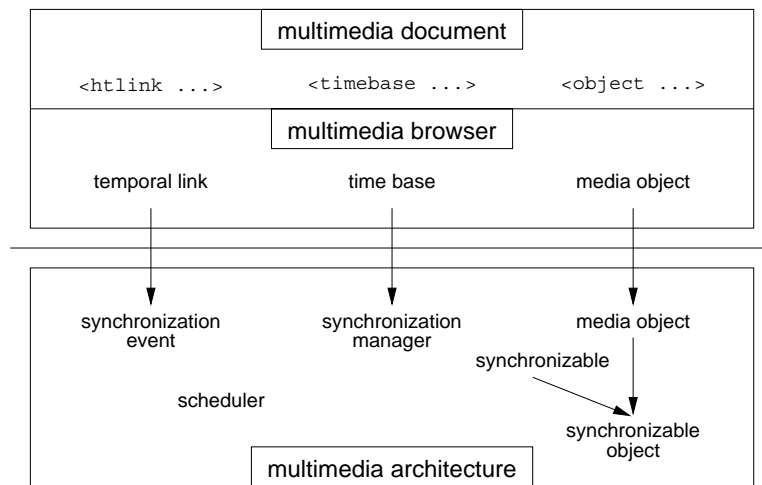 multimedia document
<htlink ...> <timebase ...> <object ...>
multimedia browser
temporal link time base media object
synchronization event
synchronization manager
media object
synchronizable
scheduler
synchronizable object
multimedia architecture